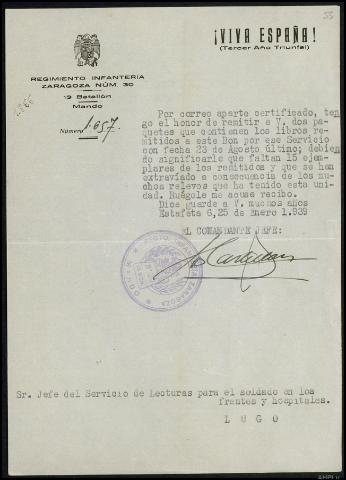 ¡VIVA ESPAÑA!
(Tercer Año Triunfal)
REGIMIENTO INFANTERIA
ZARAGOZA NÚM. 30
Batallón
Mando
Número 1.657.
Por correo aparte certificado, ten
go el honor de remitir a V. dos pa
quetes que contienen los libros re-
mitidos a este Bon por ese Servicio
con fecha 23 de Agosto último; debien
do significarle que faltan 15 ejem-
plares de los remitidos y que se han
extraviado a consecuencia de los mu-
chos relevos que ha tenido esta uni-
dad. Ruégole me acuse recibo.
Dios guarde a V. muchos años
Estafeta 6, 25 de Enero 1.939
EL COMANDANTE JEFE:
INFANTERIA ZARAGOZA
Sr. Jefe del Servicio de Lecturas para el soldado en los
frentes y hospitales.
L U G O